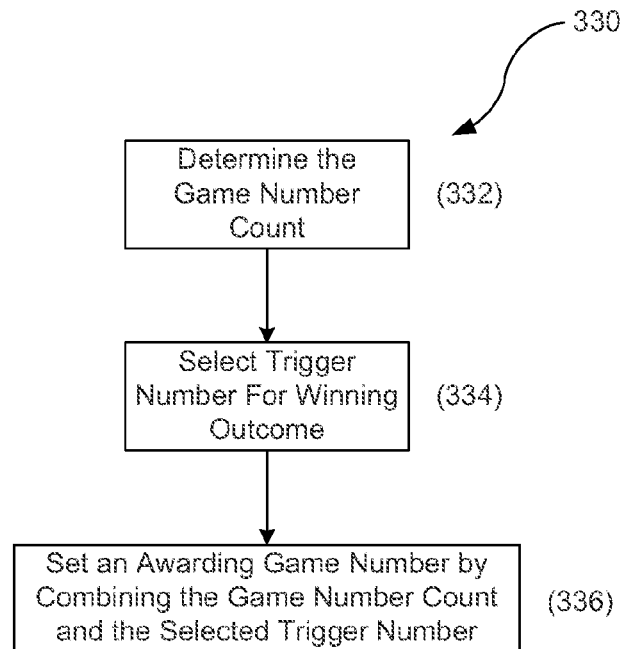 330
Determine the
Game Number
Count
(332)
Select Trigger
Number For Winning
Outcome
(334)
Set an Awarding Game Number by
Combining the Game Number Count
and the Selected Trigger Number
(336)